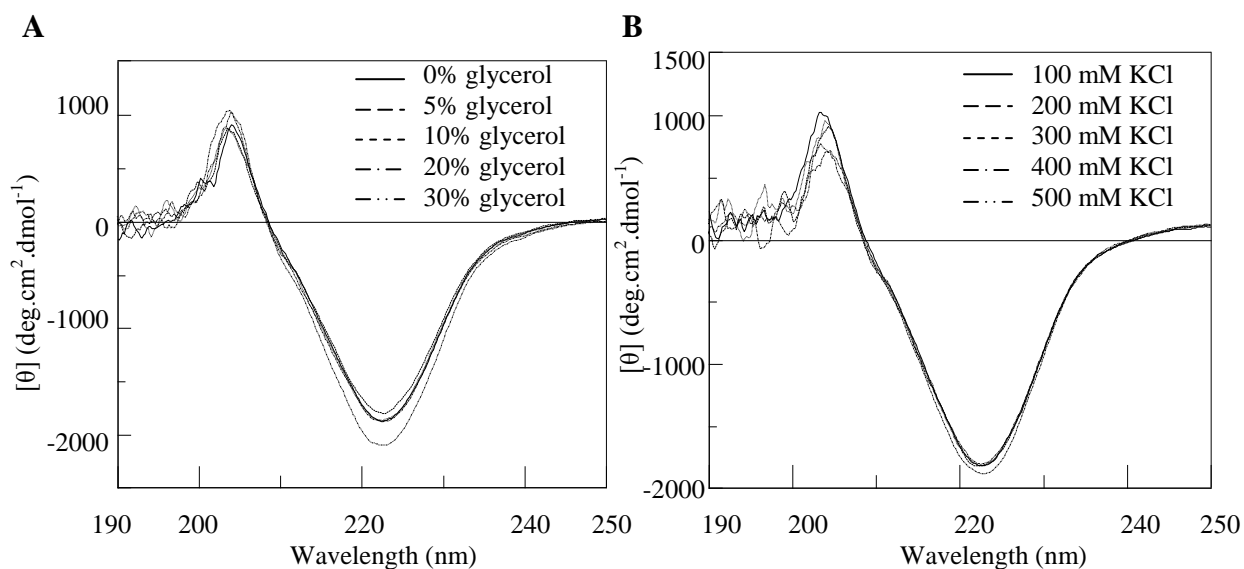 A
0% glycerol
5% glycerol
10% glycerol
20% glycerol
30% glycerol
1000
0
-1000
-2000
[θ] (deg.cm².dmol⁻¹)
190 200 220 240 250
Wavelength (nm)
B
100 mM KCl
200 mM KCl
300 mM KCl
400 mM KCl
500 mM KCl
1500
1000
0
-1000
-2000
[θ] (deg.cm².dmol⁻¹)
190 200 220 240 250
Wavelength (nm)